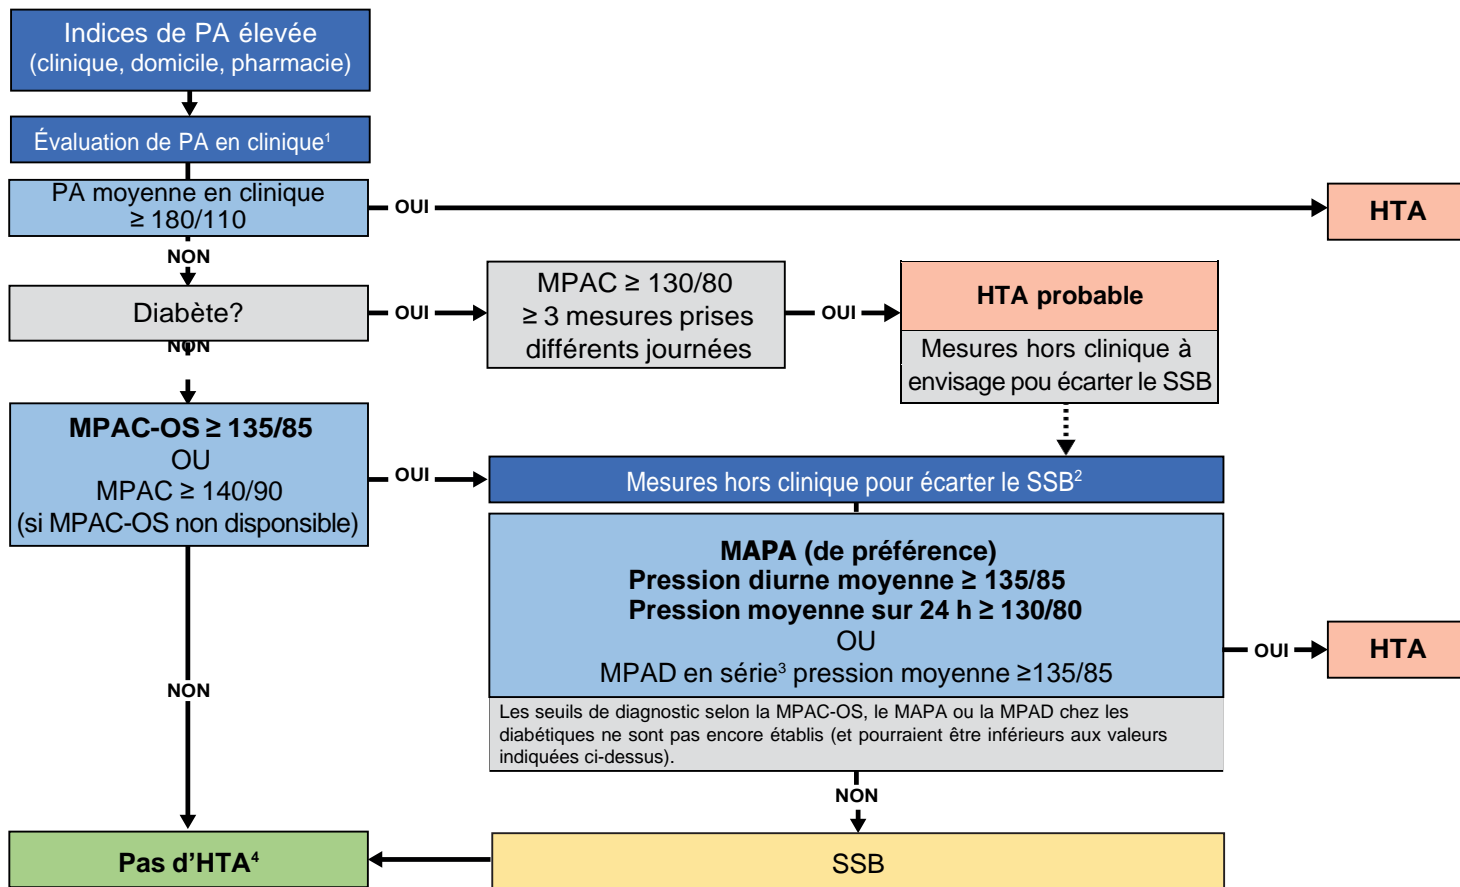 Indices de PA élevée
(clinique, domicile, pharmacie)
Évaluation de PA en clinique¹
PA moyenne en clinique
≥ 180/110
OUI
HTA
NON
Diabète?
OUI
MPAC ≥ 130/80
≥ 3 mesures prises
différents journées
OUI
HTA probable
Mesures hors clinique à
envisage pou écarter le SSB
NON
MPAC-OS ≥ 135/85
OU
MPAC ≥ 140/90
(si MPAC-OS non disponsible)
OUI
Mesures hors clinique pour écarter le SSB²
MAPA (de préférence)
Pression diurne moyenne ≥ 135/85
Pression moyenne sur 24 h ≥ 130/80
OU
MPAD en série³ pression moyenne ≥135/85
OUI
HTA
Les seuils de diagnostic selon la MPAC-OS, le MAPA ou la MPAD chez les
diabétiques ne sont pas encore établis (et pourraient être inférieurs aux valeurs
indiquées ci-dessus).
NON
NON
Pas d’HTA⁴
SSB